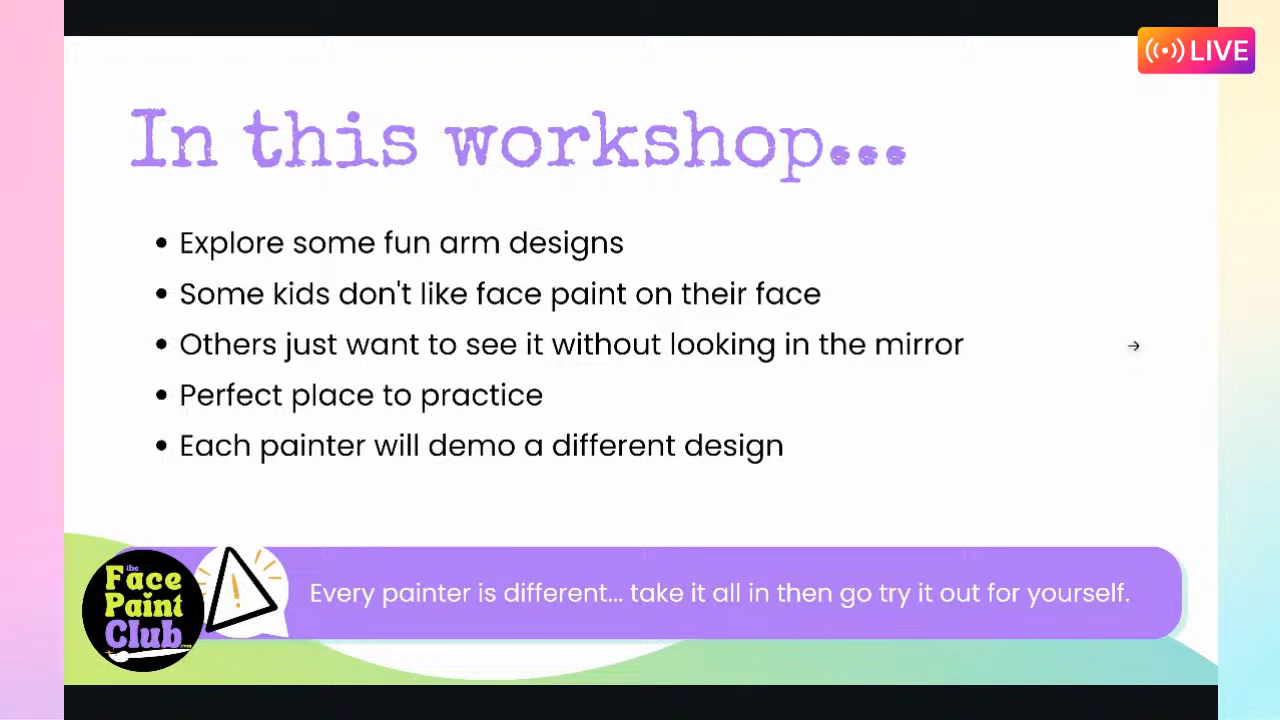 LIVE
In this workshop...
• Explore some fun arm designs
• Some kids don't like face paint on their face
• Others just want to see it without looking in the mirror
→
• Perfect place to practice
• Each painter will demo a different design
Every painter is different... take it all in then go try it out for yourself.
the
Face
Paint
Club